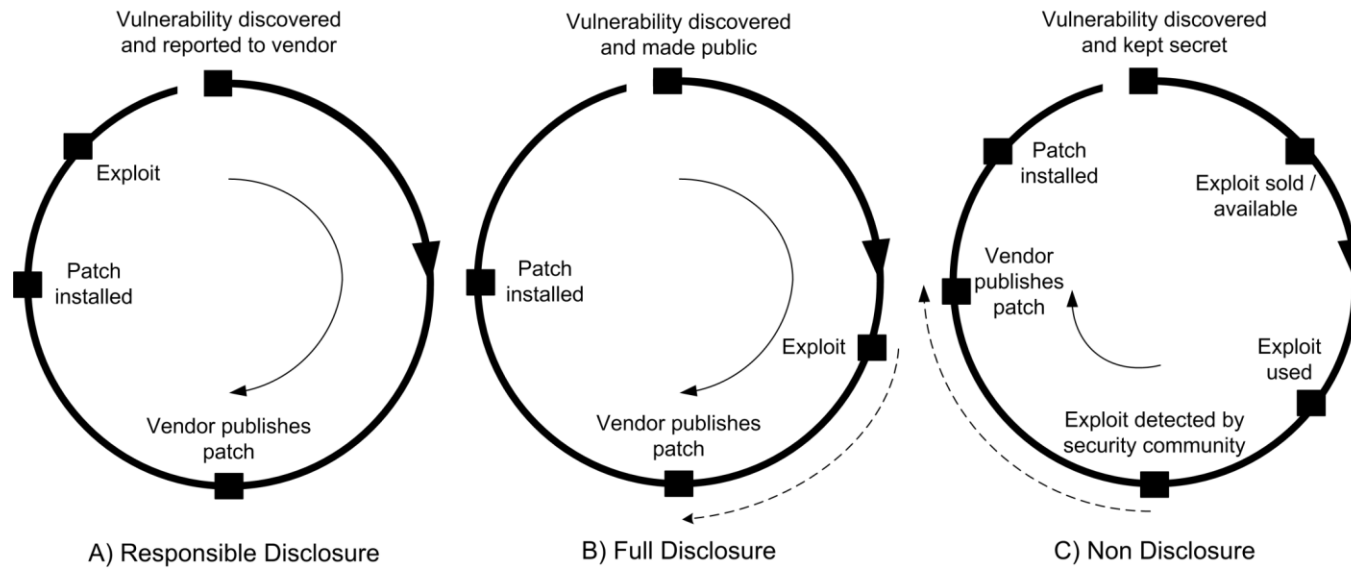 Vulnerability discovered
and reported to vendor
Exploit
Patch
installed
Vendor publishes
patch
A) Responsible Disclosure
Vulnerability discovered
and made public
Exploit
Patch
installed
Vendor publishes
patch
B) Full Disclosure
Vulnerability discovered
and kept secret
Patch
installed
Exploit sold /
available
Vendor
publishes
patch
Exploit
used
Exploit detected by
security community
C) Non Disclosure